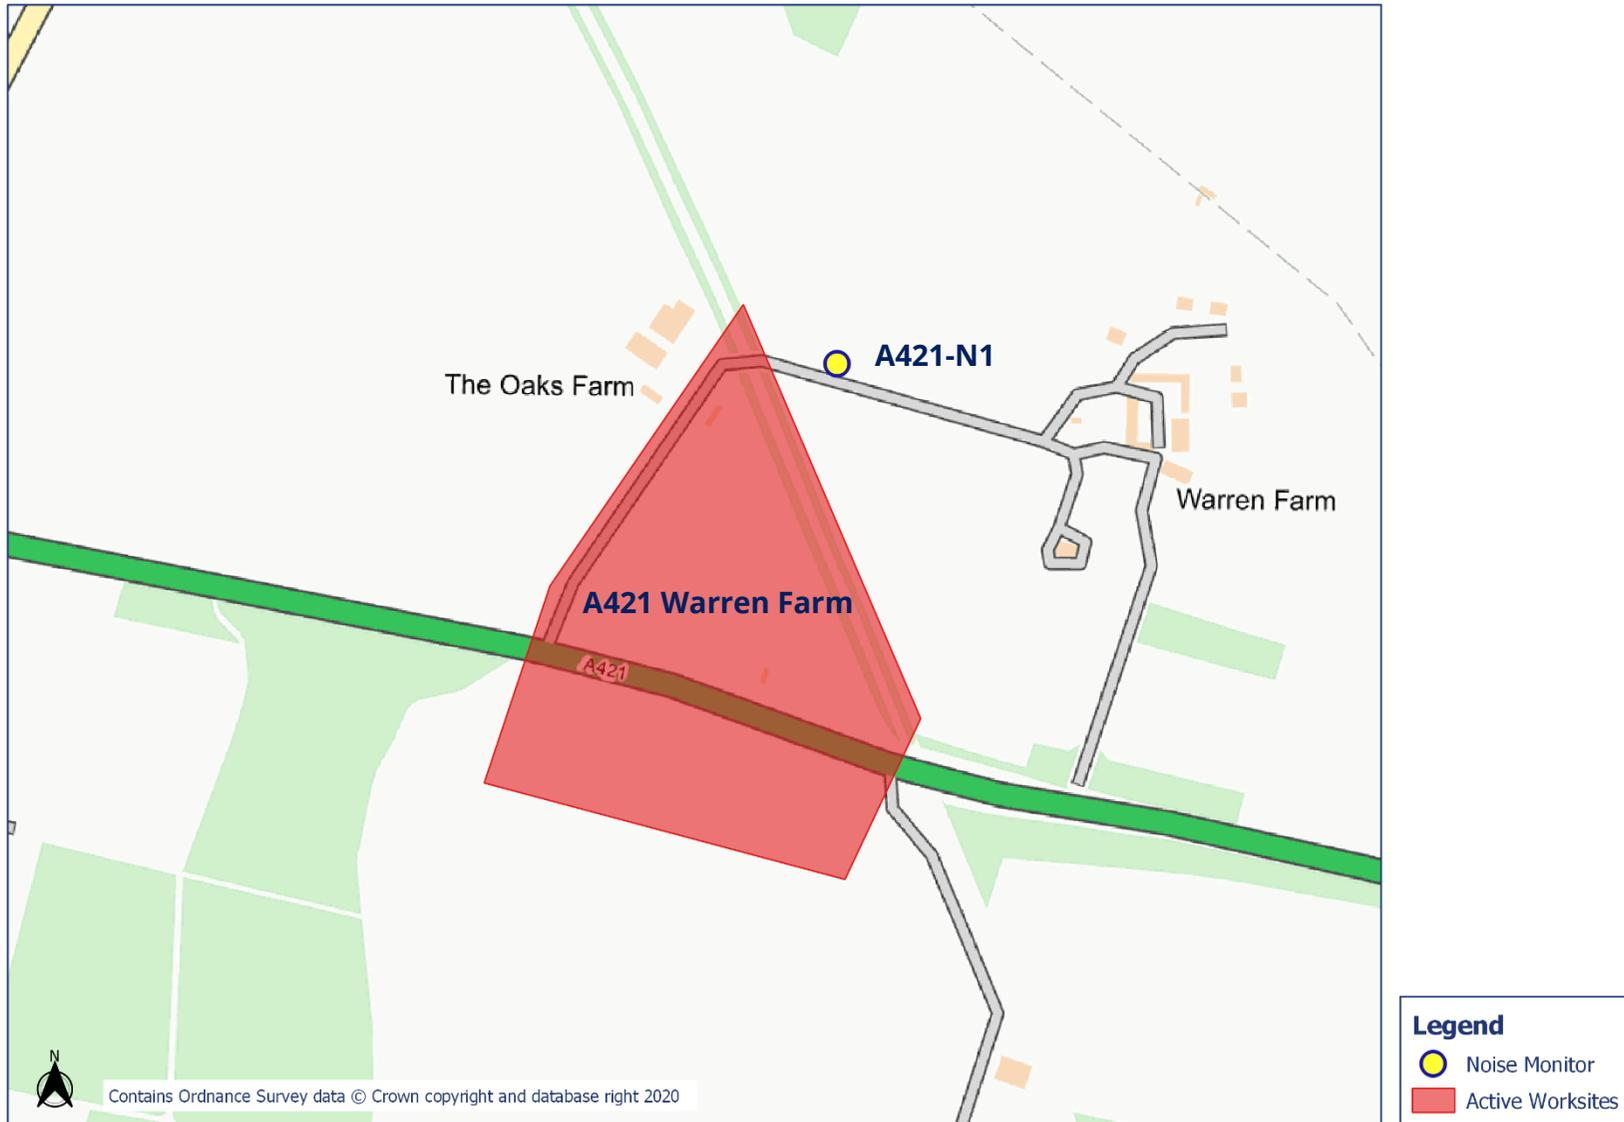 A421-N1
The Oaks Farm
Warren Farm
A421 Warren Farm
A421
N
Contains Ordnance Survey data © Crown copyright and database right 2020
Legend
Noise Monitor
Active Worksites